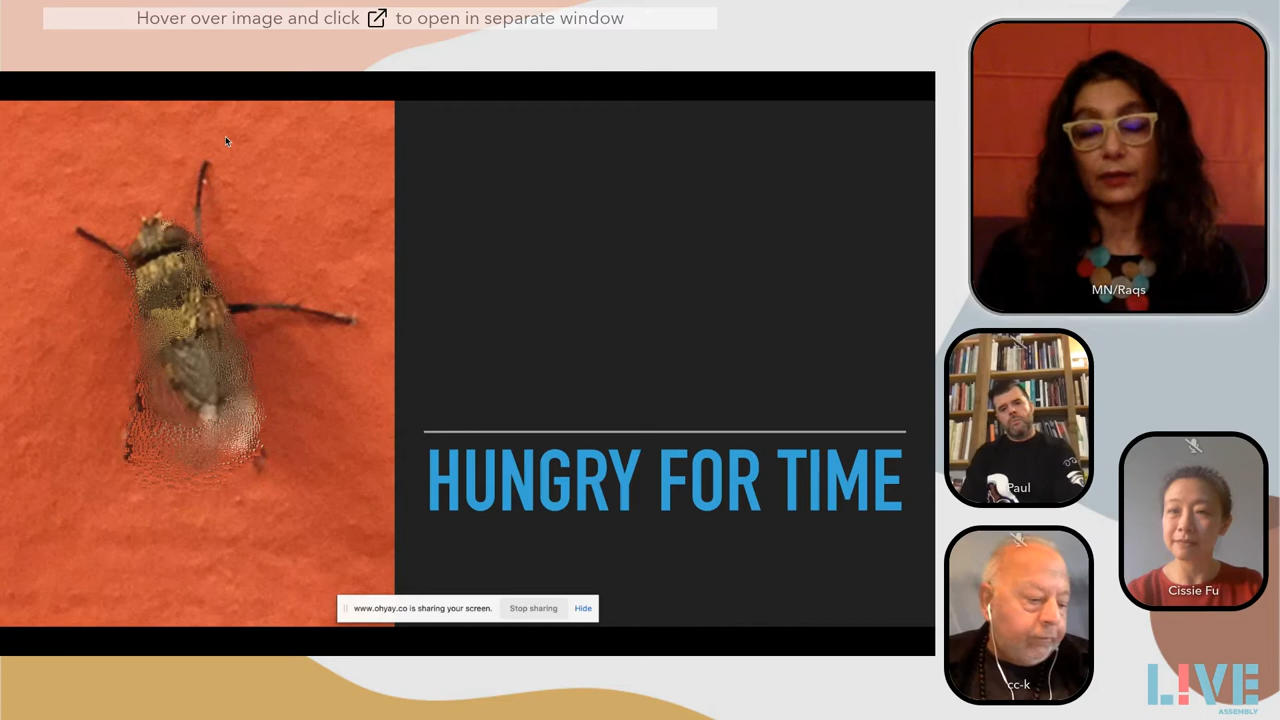 Hover over image and click to open in separate window
HUNGRY FOR TIME
www.ohyay.co is sharing your screen. Stop sharing Hide
MN/Raqs
Paul
Cissie Fu
cc-k
L!VE
ASSEMBLY